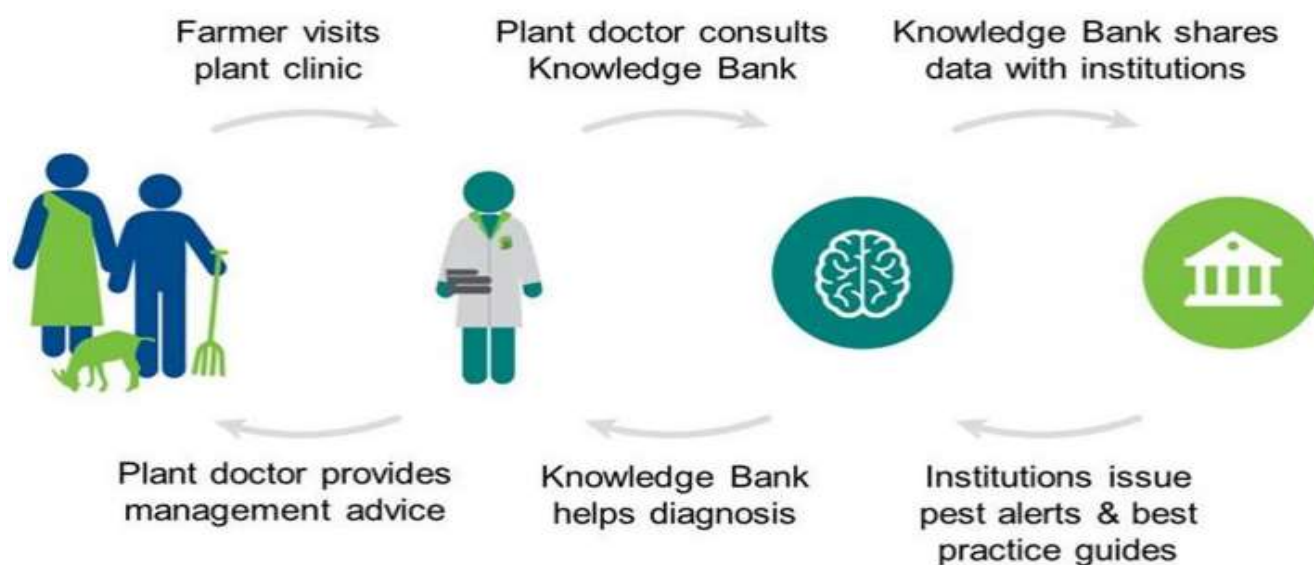 Farmer visits
plant clinic
Plant doctor consults
Knowledge Bank
Knowledge Bank shares
data with institutions
Plant doctor provides
management advice
Knowledge Bank
helps diagnosis
Institutions issue
pest alerts & best
practice guides